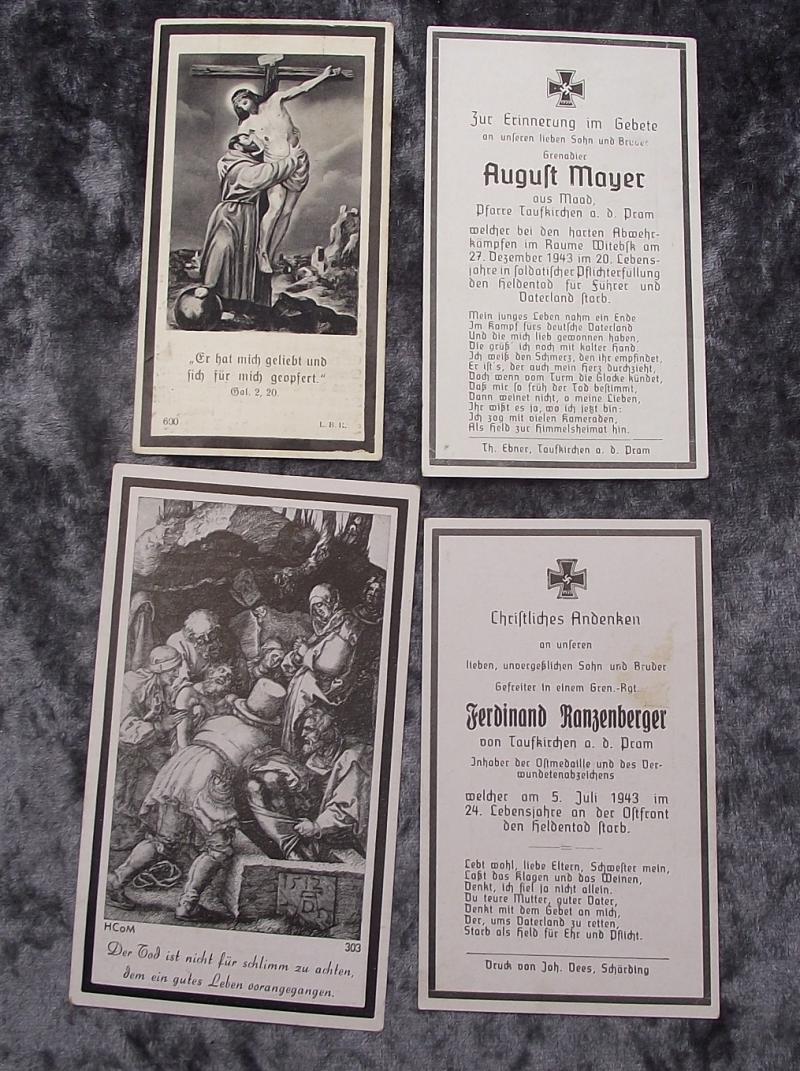 „Er hat mich geliebt und
sich für mich geopfert.“
Gal. 2, 20.
600
L. B. K.
Zur Erinnerung im Gebete
an unseren lieben Sohn und Bruder
Grenadier
August Mayer
aus Maad,
Pfarre Taufkirchen a. d. Pram
welcher bei den harten Abwehr-
kämpfen im Raume Witebsk am
27. Dezember 1943 im 20. Lebens-
jahre in soldatischer Pflichterfüllung
den Heldentod für Führer und
Vaterland starb.
Mein junges Leben nahm ein Ende
Im Kampf fürs deutsche Vaterland
Und die mich lieb gewonnen haben,
Die grüß' ich noch mit kalter Hand.
Ich weiß den Schmerz, den ihr empfindet,
Er ist's, der auch mein Herz durchzieht,
Doch wenn vom Turm die Glocke kündet,
Daß mir so früh der Tod bestimmt,
Dann weinet nicht, o meine Lieben,
Ihr wißt es ja, wo ich jetzt bin:
Ich zog mit vielen Kameraden,
Als Held zur Himmelsheimat hin.
Th. Ebner, Taufkirchen a. d. Pram
1512
HCoM
303
Der Tod ist nicht für schlimm zu achten,
dem ein gutes Leben vorangegangen.
Christliches Andenken
an unseren
lieben, unvergeßlichen Sohn und Bruder
Gefreiter in einem Gren.-Rgt.
Ferdinand Ranzenberger
von Taufkirchen a. d. Pram
Inhaber der Ostmedaille und des Ver-
wundetenabzeichens
welcher am 5. Juli 1943 im
24. Lebensjahre an der Ostfront
den Heldentod starb.
Lebt wohl, liebe Eltern, Schwester mein,
Laßt das Klagen und das Weinen,
Denkt, ich fiel ja nicht allein.
Du teure Mutter, guter Vater,
Denkt mit dem Gebet an mich,
Der, ums Vaterland zu retten,
Starb als Held für Ehr und Pflicht.
Druck von Joh. Vees, Schärding